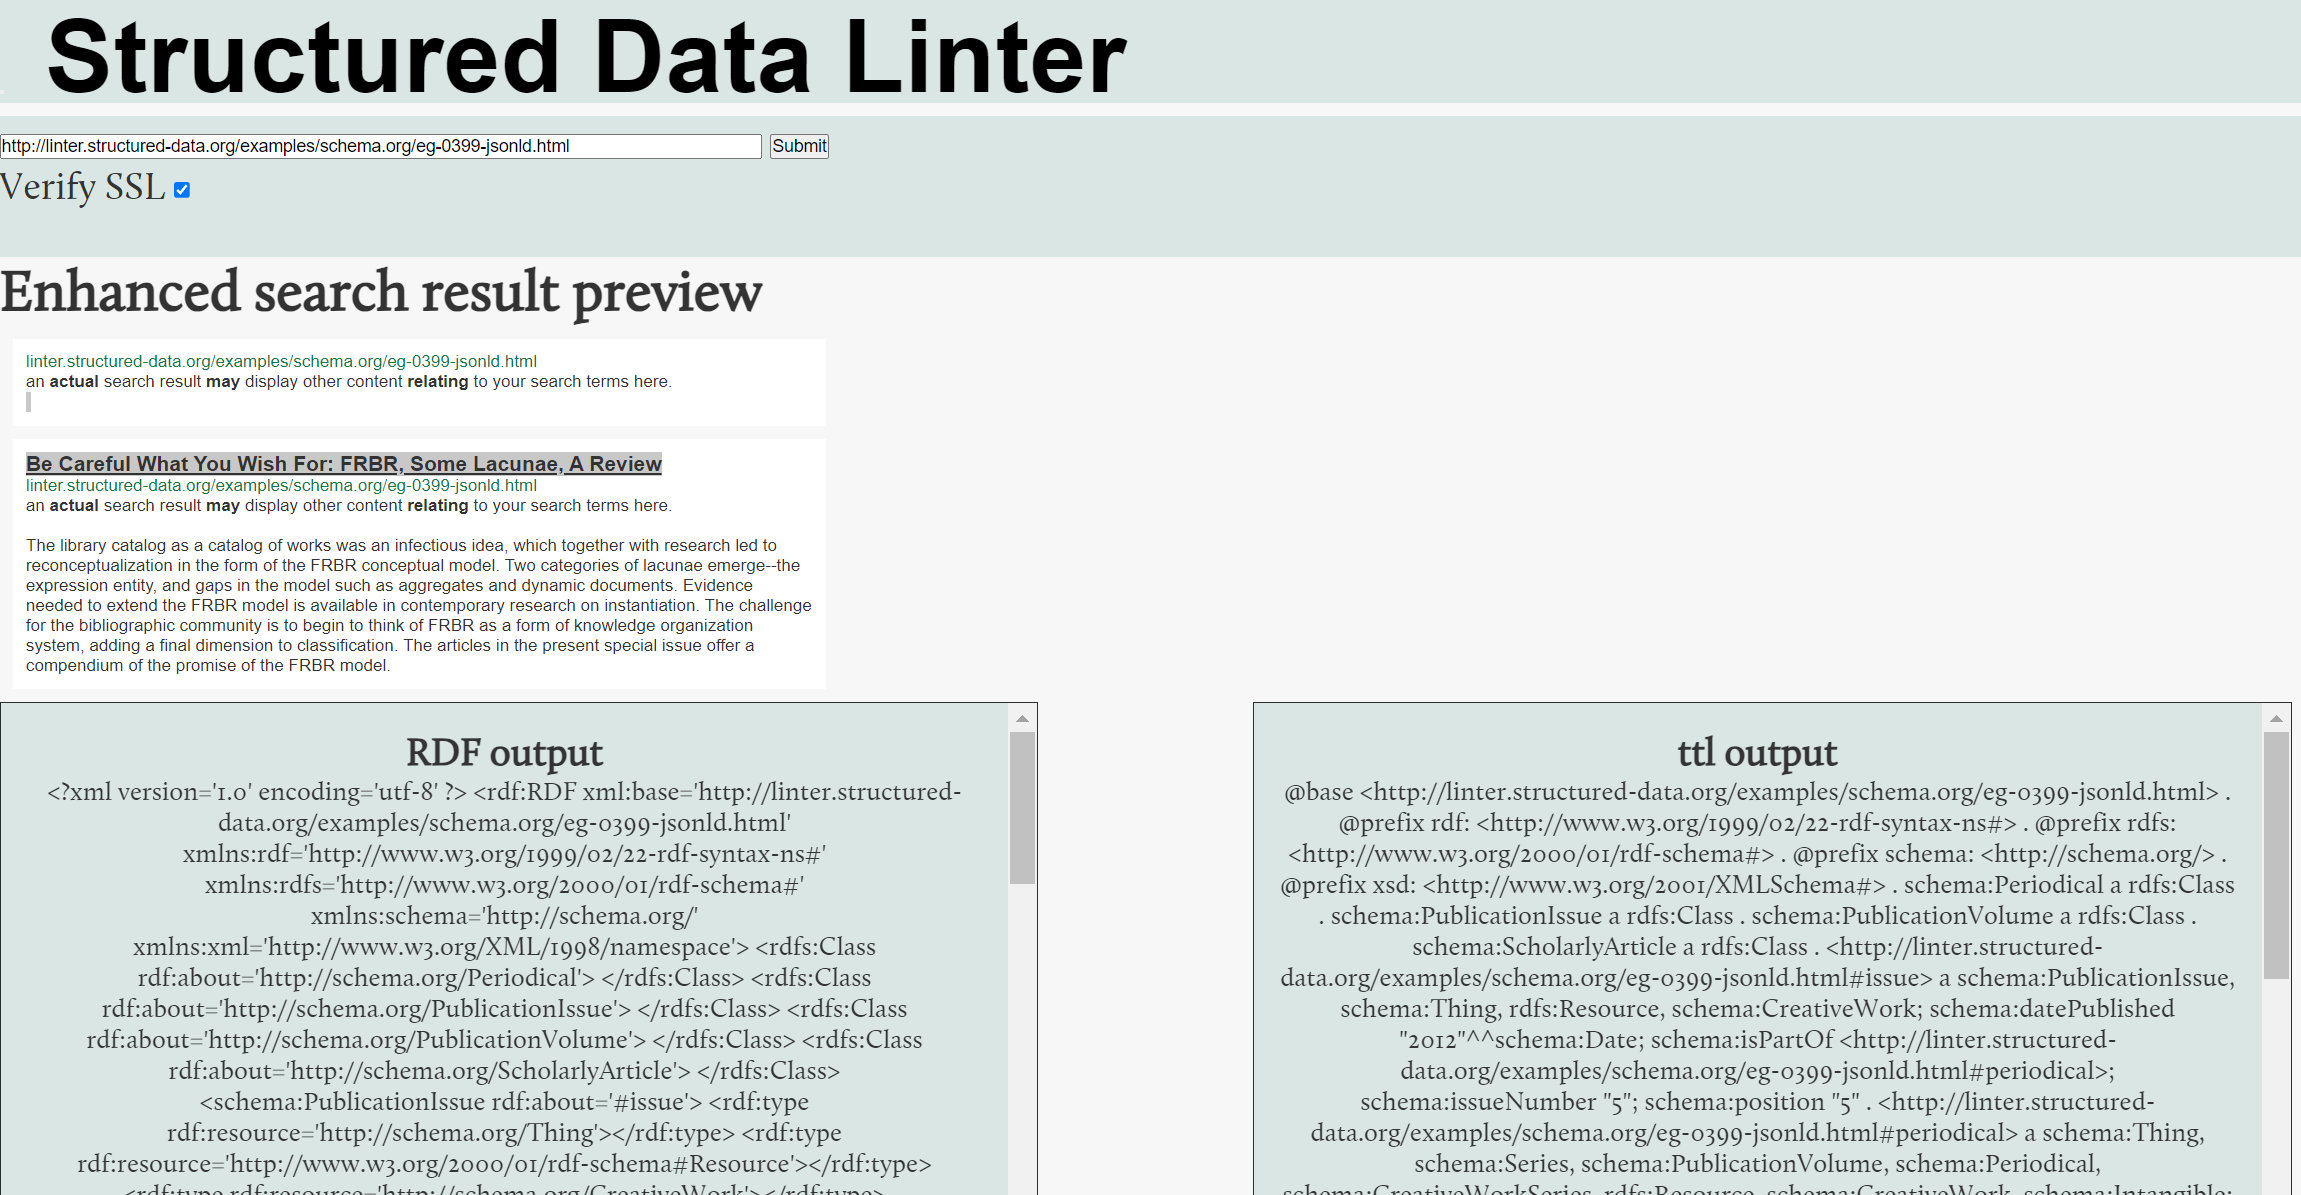 Structured Data Linter
http://linter.structured-data.org/examples/schema.org/eg-0399-jsonld.html Submit
Verify SSL
Enhanced search result preview
linter.structured-data.org/examples/schema.org/eg-0399-jsonld.html
an actual search result may display other content relating to your search terms here.
Be Careful What You Wish For: FRBR, Some Lacunae, A Review
linter.structured-data.org/examples/schema.org/eg-0399-jsonld.html
an actual search result may display other content relating to your search terms here.
The library catalog as a catalog of works was an infectious idea, which together with research led to
reconceptualization in the form of the FRBR conceptual model. Two categories of lacunae emerge--the
expression entity, and gaps in the model such as aggregates and dynamic documents. Evidence
needed to extend the FRBR model is available in contemporary research on instantiation. The challenge
for the bibliographic community is to begin to think of FRBR as a form of knowledge organization
system, adding a final dimension to classification. The articles in the present special issue offer a
compendium of the promise of the FRBR model.
RDF output
<?xml version='1.0' encoding='utf-8' ?> <rdf:RDF xml:base='http://linter.structured-
data.org/examples/schema.org/eg-0399-jsonld.html'
xmlns:rdf='http://www.w3.org/1999/02/22-rdf-syntax-ns#'
xmlns:rdfs='http://www.w3.org/2000/01/rdf-schema#'
xmlns:schema='http://schema.org/'
xmlns:xml='http://www.w3.org/XML/1998/namespace'> <rdfs:Class
rdf:about='http://schema.org/Periodical'> </rdfs:Class> <rdfs:Class
rdf:about='http://schema.org/PublicationIssue'> </rdfs:Class> <rdfs:Class
rdf:about='http://schema.org/PublicationVolume'> </rdfs:Class> <rdfs:Class
rdf:about='http://schema.org/ScholarlyArticle'> </rdfs:Class>
<schema:PublicationIssue rdf:about='#issue'> <rdf:type
rdf:resource='http://schema.org/Thing'></rdf:type> <rdf:type
rdf:resource='http://www.w3.org/2000/01/rdf-schema#Resource'></rdf:type>
<rdf:type rdf:resource='http://schema.org/CreativeWork'></rdf:type>
ttl output
@base <http://linter.structured-data.org/examples/schema.org/eg-0399-jsonld.html> .
@prefix rdf: <http://www.w3.org/1999/02/22-rdf-syntax-ns#> . @prefix rdfs:
<http://www.w3.org/2000/01/rdf-schema#> . @prefix schema: <http://schema.org/> .
@prefix xsd: <http://www.w3.org/2001/XMLSchema#> . schema:Periodical a rdfs:Class
. schema:PublicationIssue a rdfs:Class . schema:PublicationVolume a rdfs:Class .
schema:ScholarlyArticle a rdfs:Class . <http://linter.structured-
data.org/examples/schema.org/eg-0399-jsonld.html#issue> a schema:PublicationIssue,
schema:Thing, rdfs:Resource, schema:CreativeWork; schema:datePublished
"2012"^^schema:Date; schema:isPartOf <http://linter.structured-
data.org/examples/schema.org/eg-0399-jsonld.html#periodical>;
schema:issueNumber "5"; schema:position "5" . <http://linter.structured-
data.org/examples/schema.org/eg-0399-jsonld.html#periodical> a schema:Thing,
schema:Series, schema:PublicationVolume, schema:Periodical,
schema:CreativeWorkSeries, rdfs:Resource, schema:CreativeWork, schema:Intangible;